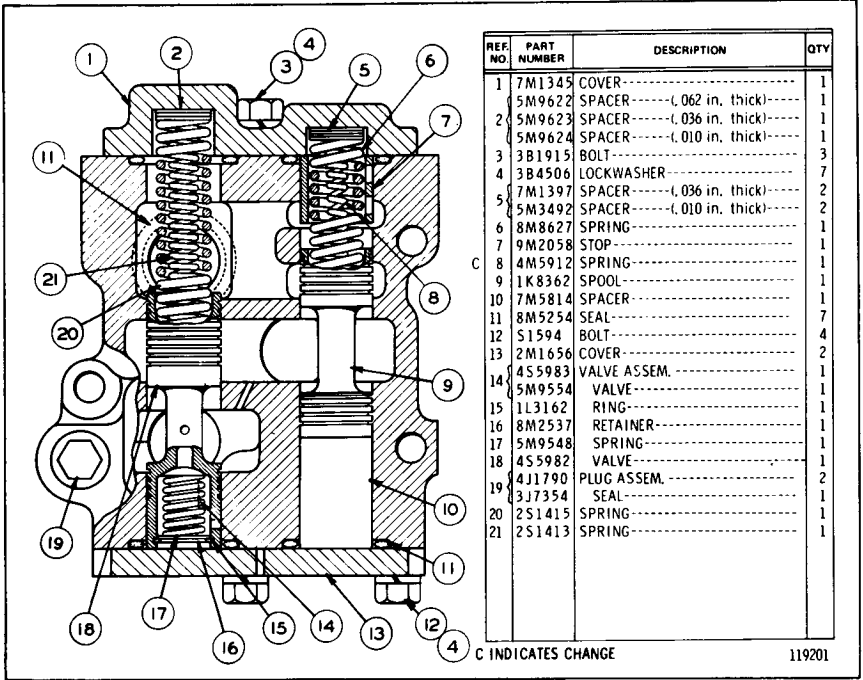 1
2
3
4
5
6
7
11
21
20
8
9
10
19
18
17
16
15
14
13
12
4
11
REF. NO. PART NUMBER DESCRIPTION QTY
1 7M1345 COVER 1
2 5M9622 SPACER (.062 in. thick) 1
5M9623 SPACER (.036 in. thick) 1
5M9624 SPACER (.010 in. thick) 1
3 3B1915 BOLT 3
4 3B4506 LOCKWASHER 7
5 7M1397 SPACER (.036 in. thick) 2
5M3492 SPACER (.010 in. thick) 2
6 8M8627 SPRING 1
7 9M2058 STOP 1
C 8 4M5912 SPRING 1
9 1K8362 SPOOL 1
10 7M5814 SPACER 1
11 8M5254 SEAL 7
12 S1594 BOLT 4
13 2M1656 COVER 2
14 4S5983 VALVE ASSEM. 1
5M9554 VALVE 1
15 1L3162 RING 1
16 8M2537 RETAINER 1
17 5M9548 SPRING 1
18 4S5982 VALVE 1
19 4J1790 PLUG ASSEM. 2
3J7354 SEAL 1
20 2S1415 SPRING 1
21 2S1413 SPRING 1
C INDICATES CHANGE 119201